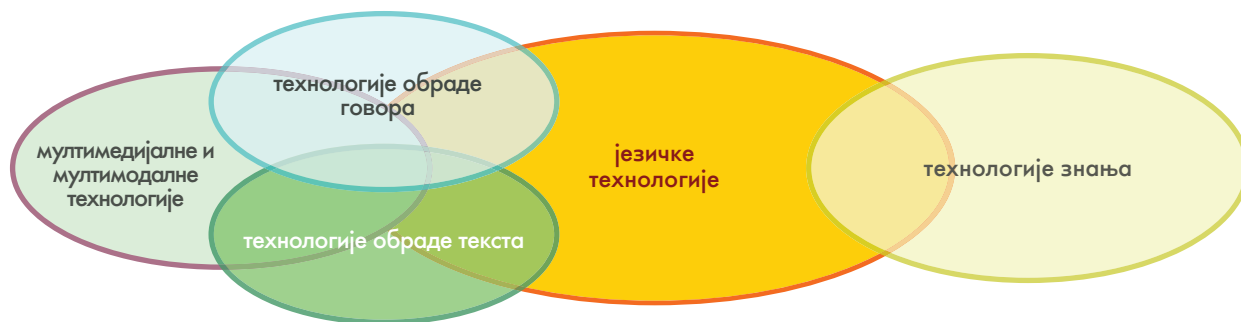 технологије обраде
говора
мултимедијалне и
мултимодалне
технологије
технологије обраде текста
језичке
технологије
технологије знања